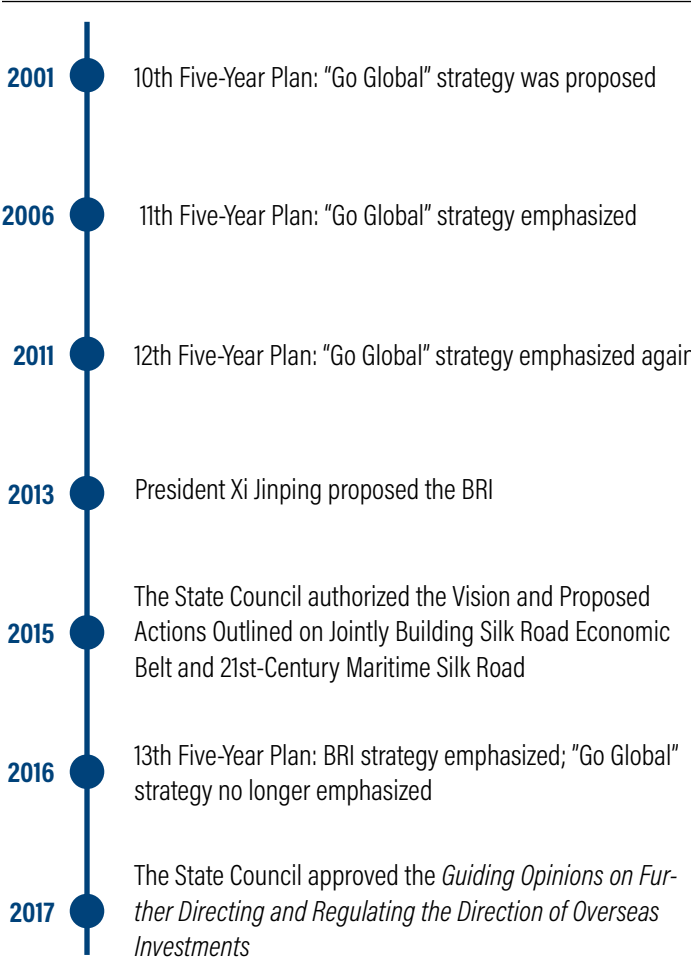 2001 10th Five-Year Plan: “Go Global” strategy was proposed
2006 11th Five-Year Plan: “Go Global” strategy emphasized
2011 12th Five-Year Plan: “Go Global” strategy emphasized again
2013 President Xi Jinping proposed the BRI
The State Council authorized the Vision and Proposed
2015 Actions Outlined on Jointly Building Silk Road Economic
Belt and 21st-Century Maritime Silk Road
2016 13th Five-Year Plan: BRI strategy emphasized; ”Go Global”
strategy no longer emphasized
The State Council approved the Guiding Opinions on Fur-
2017 ther Directing and Regulating the Direction of Overseas
Investments